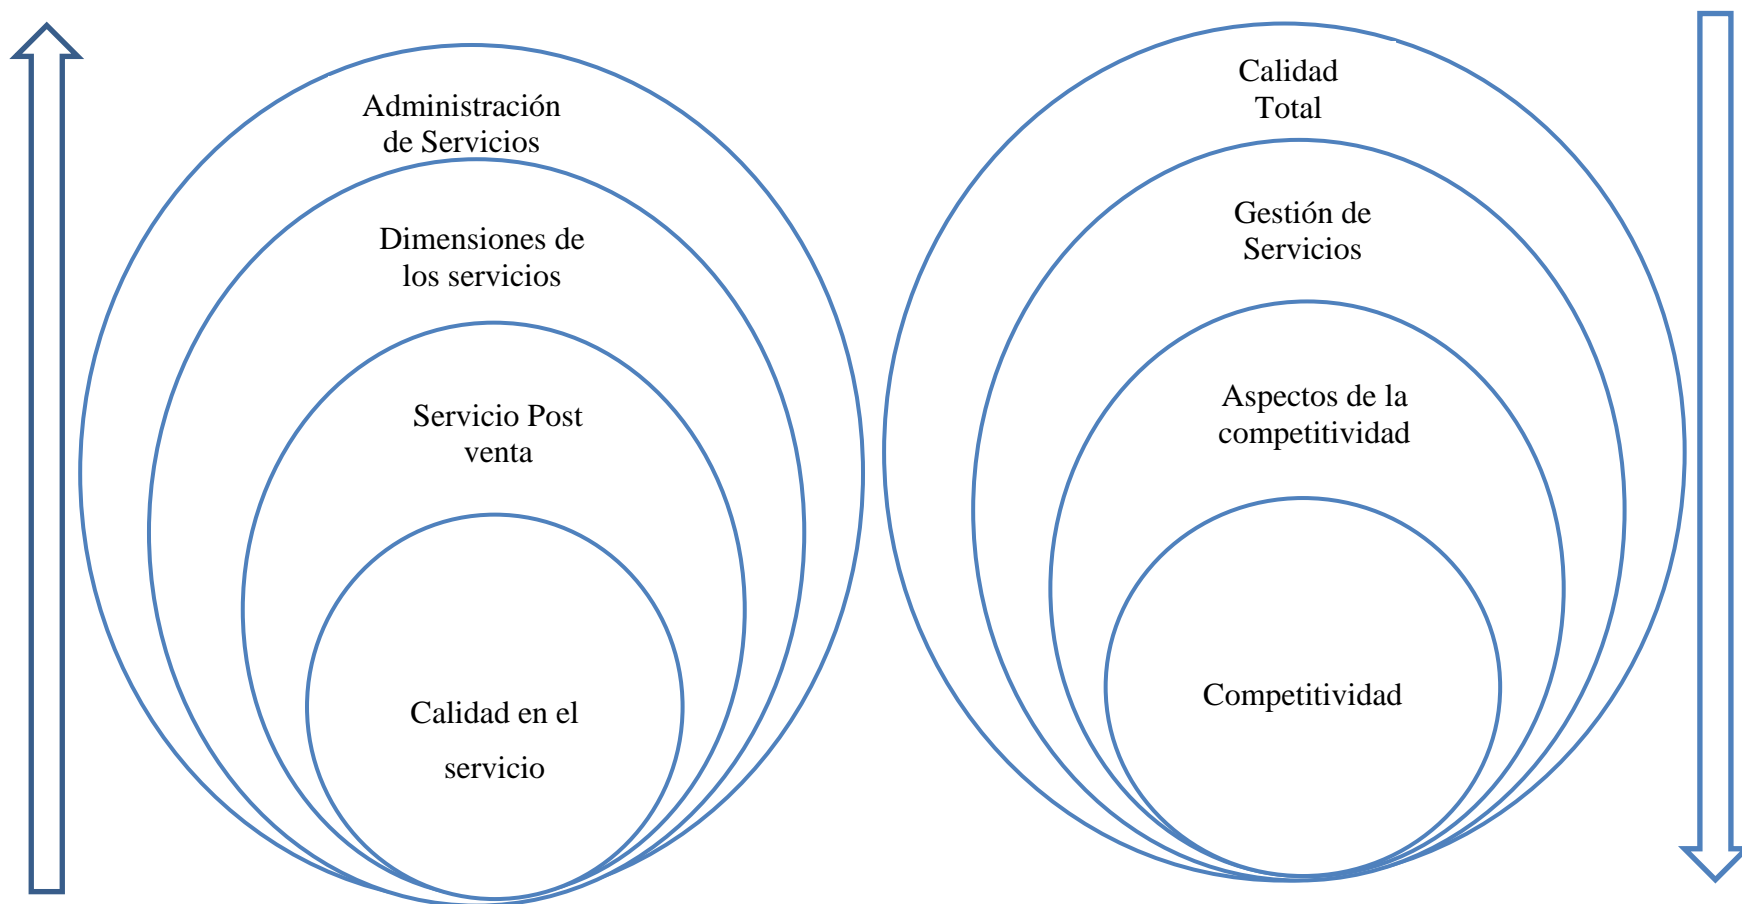 Administración
de Servicios
Dimensiones de
los servicios
Servicio Post
venta
Calidad en el
servicio
Calidad
Total
Gestión de
Servicios
Aspectos de la
competitividad
Competitividad